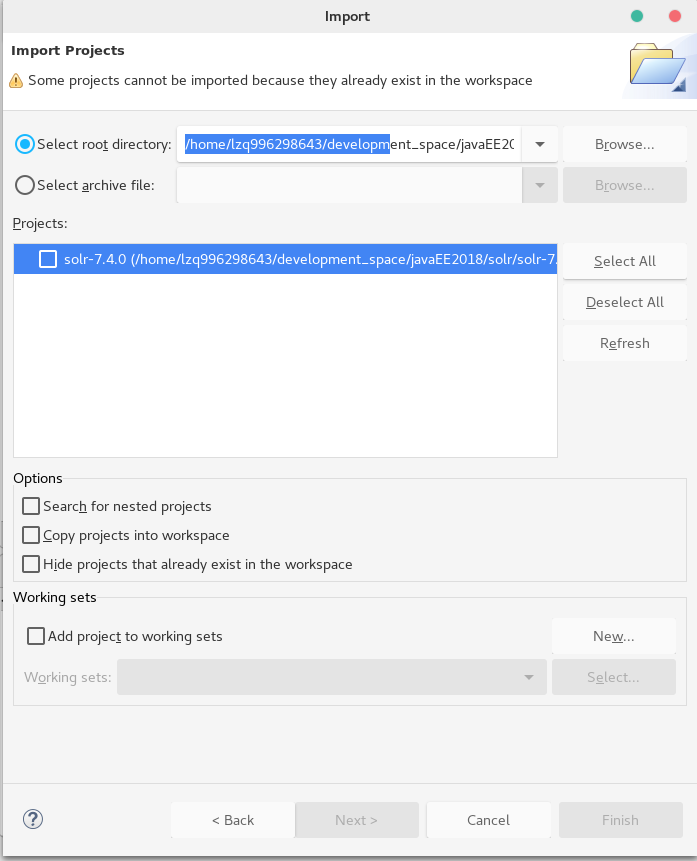 Import
Import Projects
Some projects cannot be imported because they already exist in the workspace
Select root directory: /home/lzq996298643/development_space/javaEE20 Browse...
Select archive file: Browse...
Projects:
solr-7.4.0 (/home/lzq996298643/development_space/javaEE2018/solr/solr-7. Select All
Deselect All
Refresh
Options
Search for nested projects
Copy projects into workspace
Hide projects that already exist in the workspace
Working sets
Add project to working sets New...
Working sets: Select...
? < Back Next > Cancel Finish